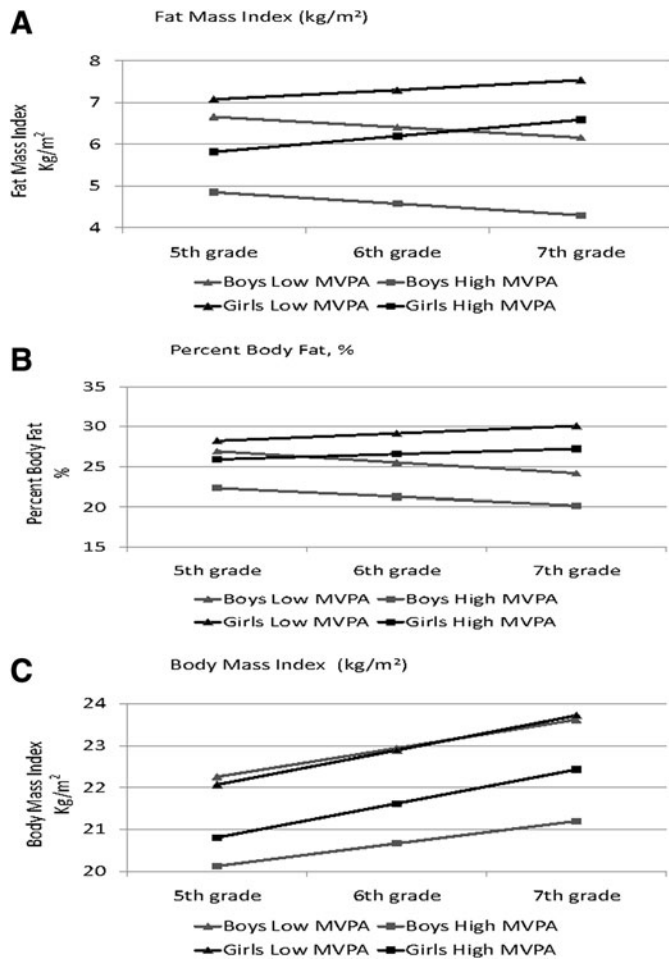 A
Fat Mass Index (kg/m²)
Fat Mass Index
Kg/m²
8
7
6
5
4
5th grade 6th grade 7th grade
Boys Low MVPA Boys High MVPA
Girls Low MVPA Girls High MVPA
B
Percent Body Fat, %
Percent Body Fat
%
35
30
25
20
15
5th grade 6th grade 7th grade
Boys Low MVPA Boys High MVPA
Girls Low MVPA Girls High MVPA
C
Body Mass Index (kg/m²)
Body Mass Index
Kg/m²
24
23
22
21
20
5th grade 6th grade 7th grade
Boys Low MVPA Boys High MVPA
Girls Low MVPA Girls High MVPA